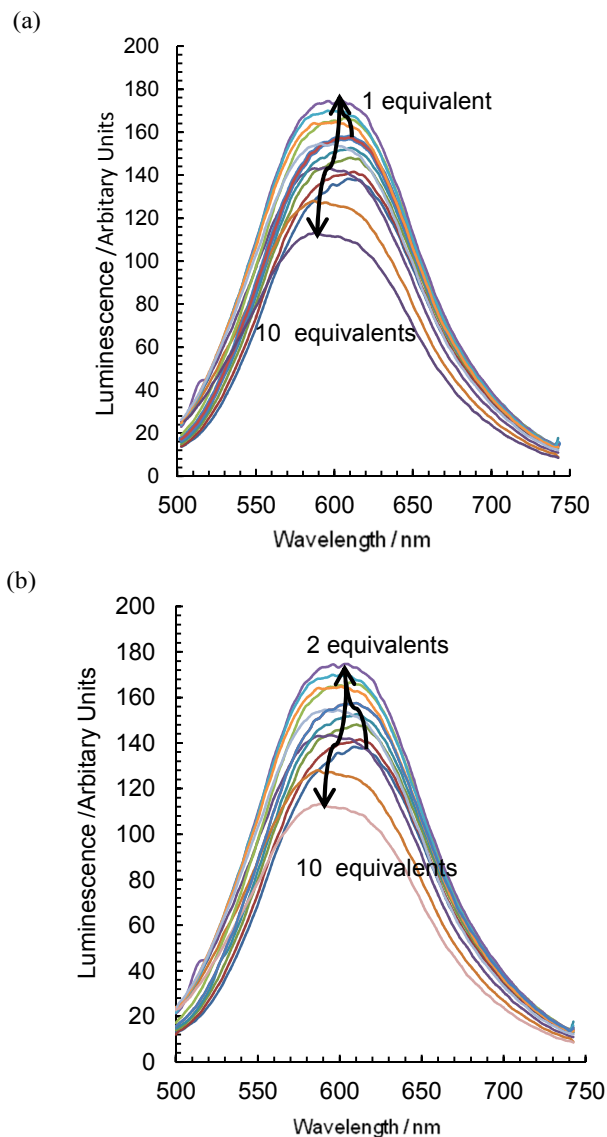 (a)
200
180
160
140
120
100
80
60
40
20
0
Luminescence /Arbitary Units
1 equivalent
10 equivalents
500 550 600 650 700 750
Wavelength / nm
(b)
200
180
160
140
120
100
80
60
40
20
0
Luminescence /Arbitary Units
2 equivalents
10 equivalents
500 550 600 650 700 750
Wavelength / nm